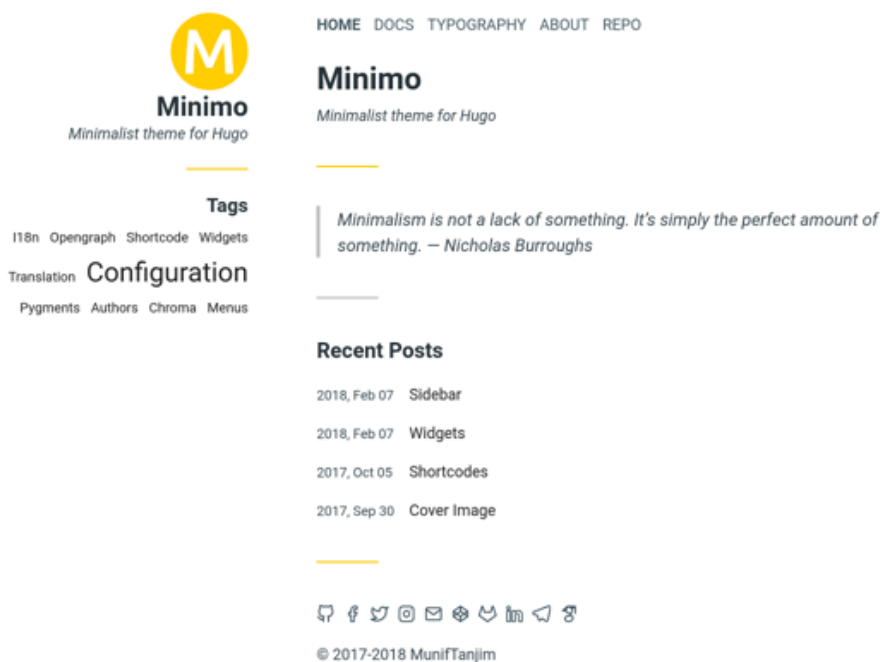 M
Minimo
Minimalist theme for Hugo
Tags
I18n Opengraph Shortcode Widgets
Translation Configuration
Pygments Authors Chroma Menus
HOME DOCS TYPOGRAPHY ABOUT REPO
Minimo
Minimalist theme for Hugo
Minimalism is not a lack of something. It’s simply the perfect amount of
something. — Nicholas Burroughs
Recent Posts
2018, Feb 07 Sidebar
2018, Feb 07 Widgets
2017, Oct 05 Shortcodes
2017, Sep 30 Cover Image
© 2017-2018 MunifTanjim